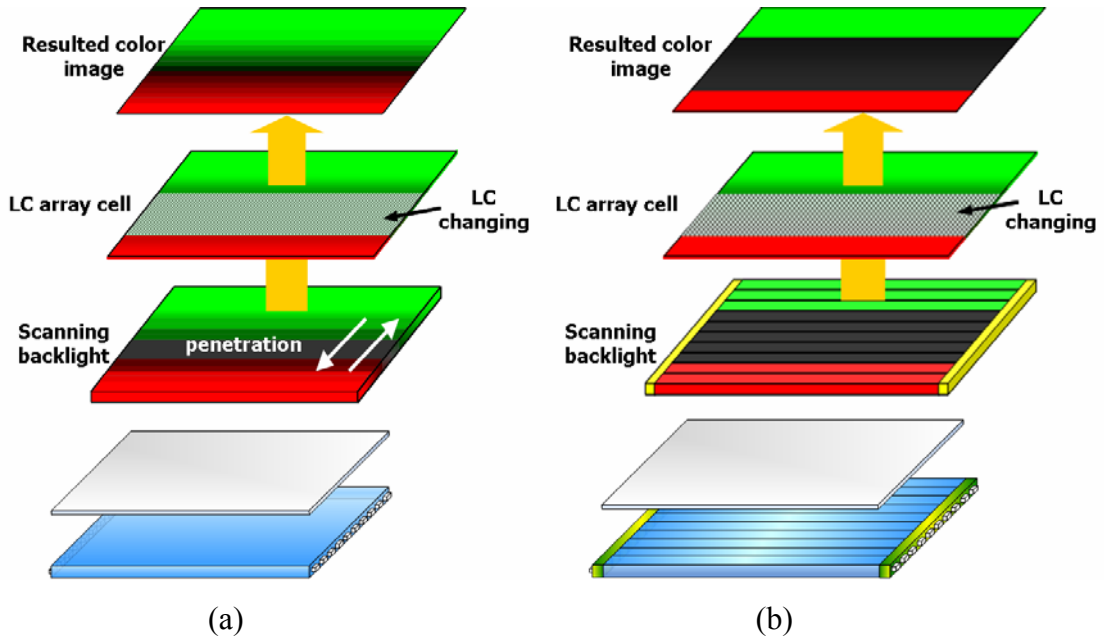 Resulted color
image
LC array cell
LC
changing
Scanning
backlight
penetration
(a)
Resulted color
image
LC array cell
LC
changing
Scanning
backlight
(b)